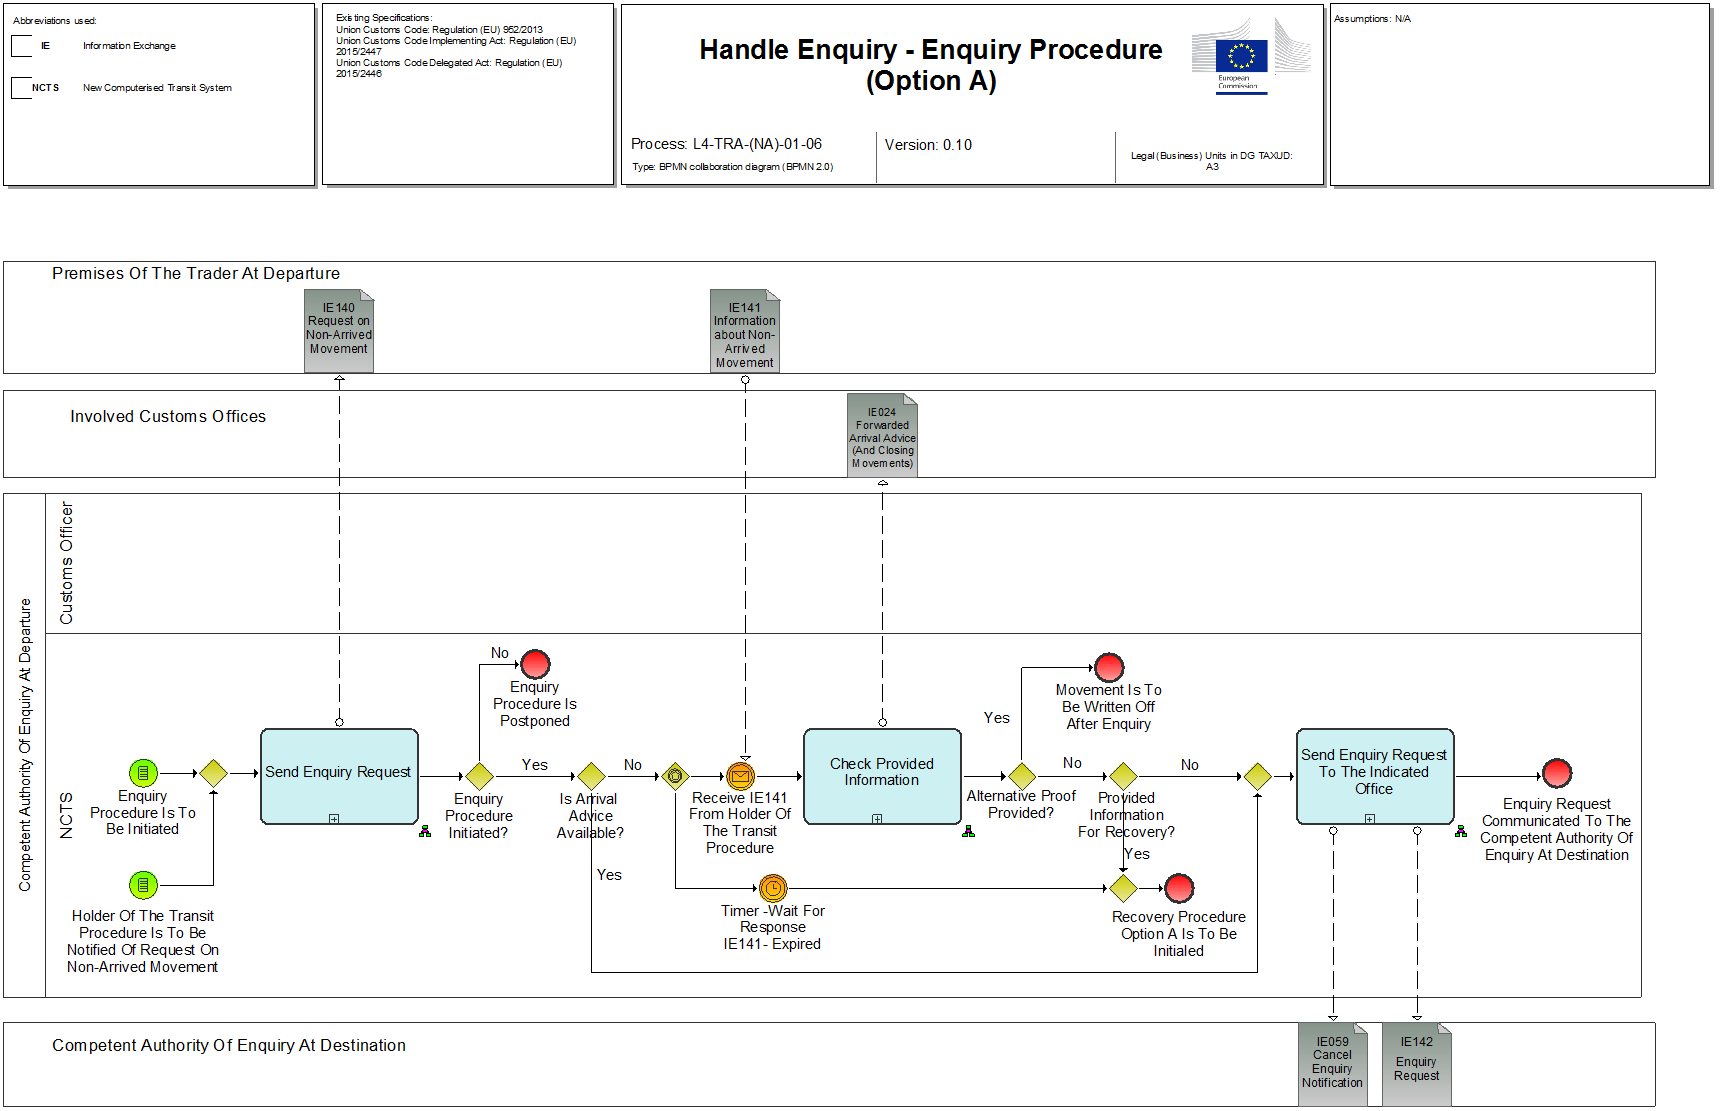 Abbreviations used:
IE Information Exchange
NCTS New Computerised Transit System
Existing Specifications:
Union Customs Code: Regulation (EU) 952/2013
Union Customs Code Implementing Act: Regulation (EU)
2015/2447
Union Customs Code Delegated Act: Regulation (EU)
2015/2446
Handle Enquiry - Enquiry Procedure
(Option A)
European
Commission
Process: L4-TRA-(NA)-01-06
Type: BPMN collaboration diagram (BPMN 2.0)
Version: 0.10
Legal (Business) Units in DG TAXUD:
A3
Assumptions: N/A
Premises Of The Trader At Departure
IE140
Request on
Non-Arrived
Movement
IE141
Information
about Non-
Arrived
Movement
Involved Customs Offices
IE024
Forwarded
Arrival Advice
(And Closing
Movements)
Competent Authority Of Enquiry At Departure
Customs Officer
NCTS
Enquiry
Procedure Is To
Be Initiated
Holder Of The Transit
Procedure Is To Be
Notified Of Request On
Non-Arrived Movement
Send Enquiry Request
No
Enquiry
Procedure Is
Postponed
Enquiry
Procedure
Initiated?
Yes
Is Arrival
Advice
Available?
No
Yes
Receive IE141
From Holder Of
The Transit
Procedure
Timer -Wait For
Response
IE141- Expired
Check Provided
Information
Alternative Proof
Provided?
Yes
Movement Is To
Be Written Off
After Enquiry
No
Provided
Information
For Recovery?
Yes
No
Recovery Procedure
Option A Is To Be
Initialed
Send Enquiry Request
To The Indicated
Office
Enquiry Request
Communicated To The
Competent Authority Of
Enquiry At Destination
Competent Authority Of Enquiry At Destination
IE059
Cancel
Enquiry
Notification
IE142
Enquiry
Request